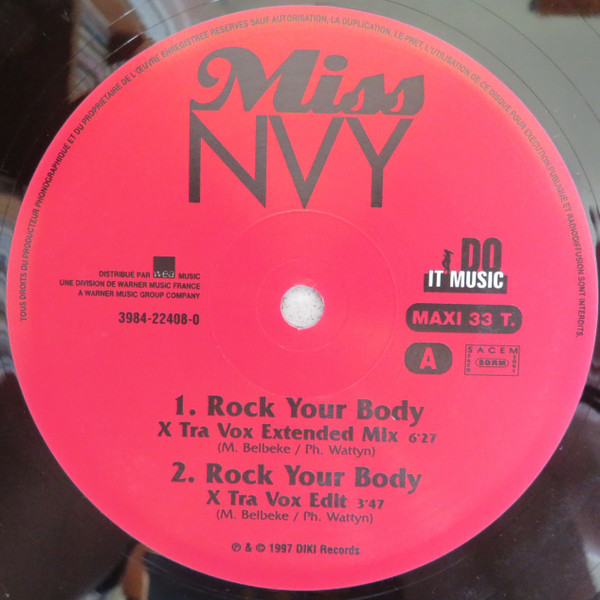 TOUS DROITS DU PRODUCTEUR PHONOGRAPHIQUE ET DU PROPRIETAIRE DE L'ŒUVRE ENREGISTREE RESERVES SAUF AUTORISATION, LA DUPLICATION, LE PRET, L'UTILISATION DE CE DISQUE POUR EXECUTION PUBLIQUE ET RADIODIFFUSION SONT INTERDITS.
Miss
NVY
DISTRIBUÉ PAR wea MUSIC
UNE DIVISION DE WARNER MUSIC FRANCE
A WARNER MUSIC GROUP COMPANY
3984-22408-0
DO
IT MUSIC
MAXI 33 T.
A
SACEM
SDRM
1. Rock Your Body
X Tra Vox Extended Mix 6'27
(M. Belbeke / Ph. Wattyn)
2. Rock Your Body
X Tra Vox Edit 3'47
(M. Belbeke / Ph. Wattyn)
℗ & © 1997 DIKI Records